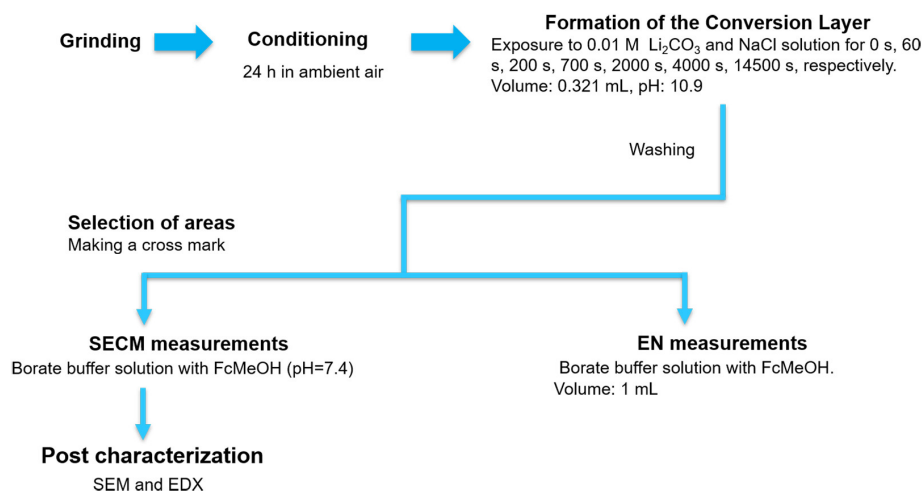 Grinding
Conditioning
24 h in ambient air
Formation of the Conversion Layer
Exposure to 0.01 M Li₂CO₃ and NaCl solution for 0 s, 60
s, 200 s, 700 s, 2000 s, 4000 s, 14500 s, respectively.
Volume: 0.321 mL, pH: 10.9
Washing
Selection of areas
Making a cross mark
SECM measurements
Borate buffer solution with FcMeOH (pH=7.4)
EN measurements
Borate buffer solution with FcMeOH.
Volume: 1 mL
Post characterization
SEM and EDX